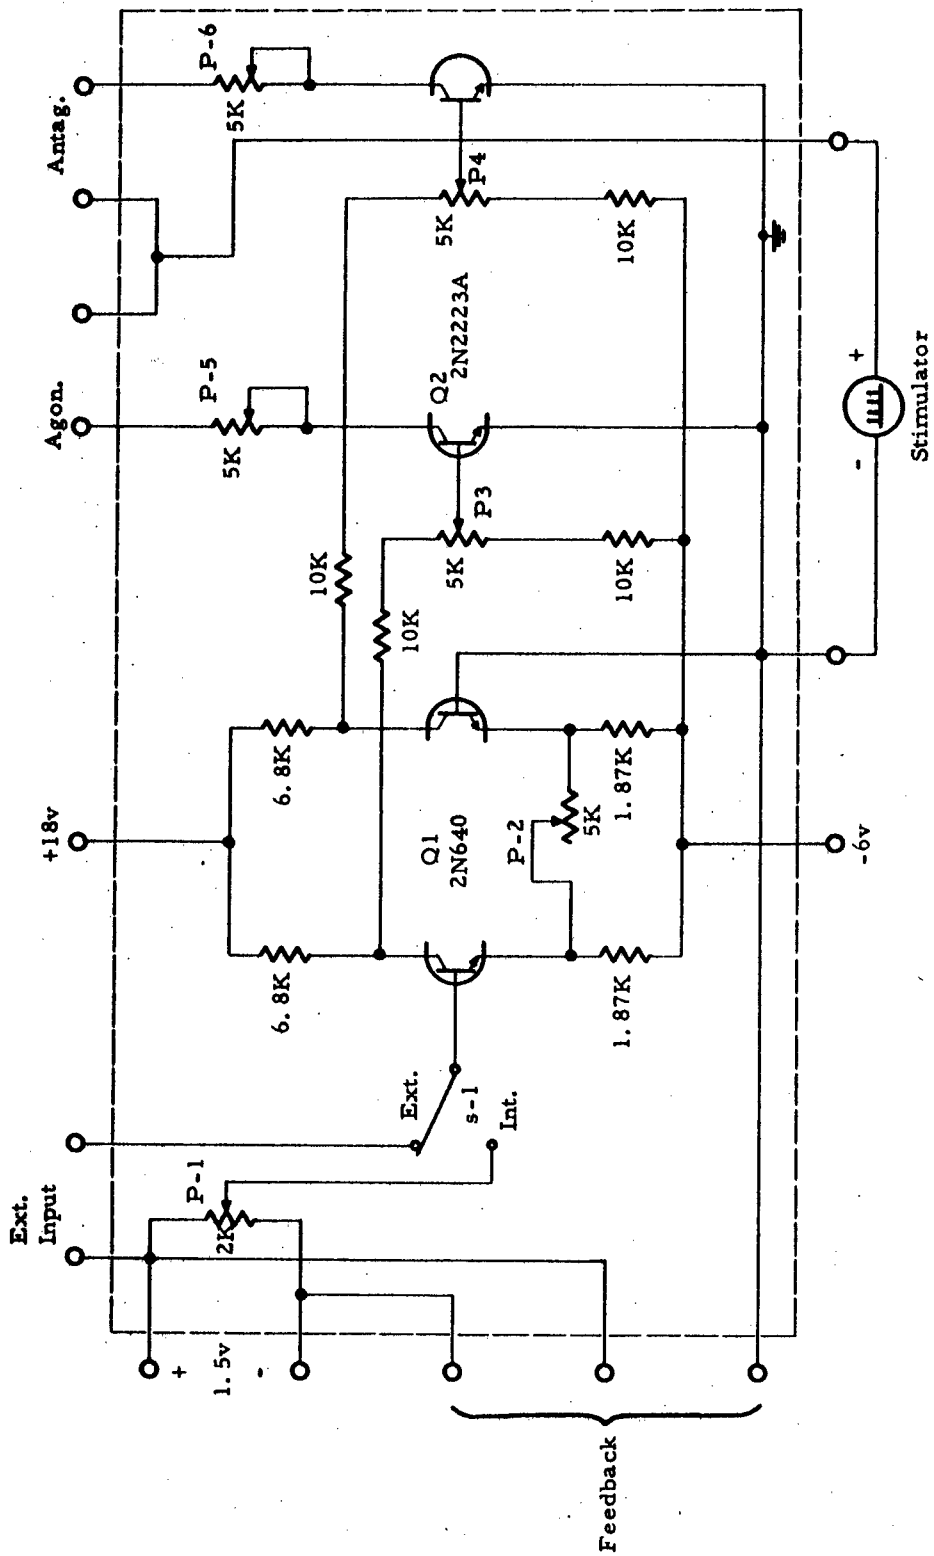 Ext.
Input
+18v
Agon.
Antag.
P-1
2K
P-5
5K
P-6
5K
6.8K
6.8K
10K
10K
Ext.
s-1
Int.
Q1
2N640
Q2
2N2223A
P3
5K
P4
5K
P-2
5K
1.87K
1.87K
10K
10K
+
1.5v
-
-6v
-
+
Stimulator
Feedback